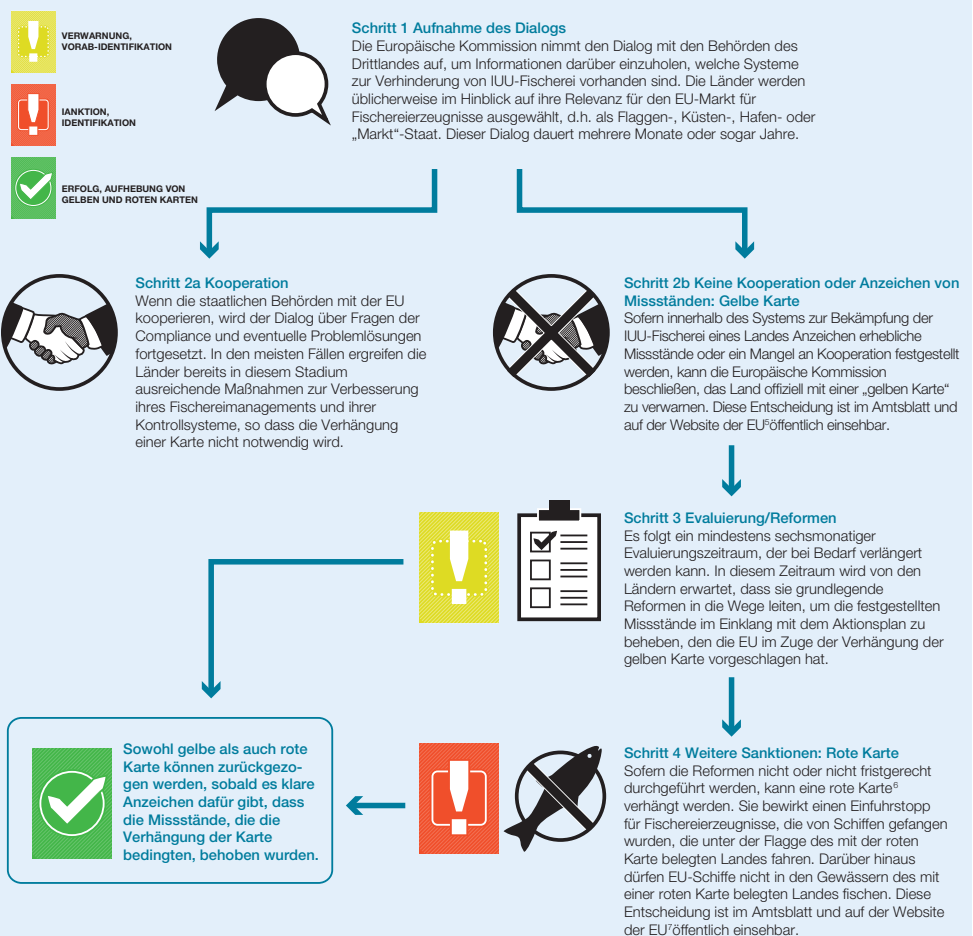 VERWARNUNG,
VORAB-IDENTIFIKATION
IANKTION,
IDENTIFIKATION
ERFOLG, AUFHEBUNG VON
GELBEN UND ROTEN KARTEN
Schritt 1 Aufnahme des Dialogs
Die Europäische Kommission nimmt den Dialog mit den Behörden des
Drittlandes auf, um Informationen darüber einzuholen, welche Systeme
zur Verhinderung von IUU-Fischerei vorhanden sind. Die Länder werden
üblicherweise im Hinblick auf ihre Relevanz für den EU-Markt für
Fischereierzeugnisse ausgewählt, d.h. als Flaggen-, Küsten-, Hafen- oder
„Markt“-Staat. Dieser Dialog dauert mehrere Monate oder sogar Jahre.
Schritt 2a Kooperation
Wenn die staatlichen Behörden mit der EU
kooperieren, wird der Dialog über Fragen der
Compliance und eventuelle Problemlösungen
fortgesetzt. In den meisten Fällen ergreifen die
Länder bereits in diesem Stadium
ausreichende Maßnahmen zur Verbesserung
ihres Fischereimanagements und ihrer
Kontrollsysteme, so dass die Verhängung
einer Karte nicht notwendig wird.
Schritt 2b Keine Kooperation oder Anzeichen von
Missständen: Gelbe Karte
Sofern innerhalb des Systems zur Bekämpfung der
IUU-Fischerei eines Landes Anzeichen erhebliche
Missstände oder ein Mangel an Kooperation festgestellt
werden, kann die Europäische Kommission
beschließen, das Land offiziell mit einer „gelben Karte“
zu verwarnen. Diese Entscheidung ist im Amtsblatt und
auf der Website der EU⁵öffentlich einsehbar.
Schritt 3 Evaluierung/Reformen
Es folgt ein mindestens sechsmonatiger
Evaluierungszeitraum, der bei Bedarf verlängert
werden kann. In diesem Zeitraum wird von den
Ländern erwartet, dass sie grundlegende
Reformen in die Wege leiten, um die festgestellten
Missstände im Einklang mit dem Aktionsplan zu
beheben, den die EU im Zuge der Verhängung der
gelben Karte vorgeschlagen hat.
Schritt 4 Weitere Sanktionen: Rote Karte
Sofern die Reformen nicht oder nicht fristgerecht
durchgeführt werden, kann eine rote Karte⁶
verhängt werden. Sie bewirkt einen Einfuhrstopp
für Fischereierzeugnisse, die von Schiffen gefangen
wurden, die unter der Flagge des mit der roten
Karte belegten Landes fahren. Darüber hinaus
dürfen EU-Schiffe nicht in den Gewässern des mit
einer roten Karte belegten Landes fischen. Diese
Entscheidung ist im Amtsblatt und auf der Website
der EU⁷öffentlich einsehbar.
Sowohl gelbe als auch rote
Karte können zurückgezo-
gen werden, sobald es klare
Anzeichen dafür gibt, dass
die Missstände, die die
Verhängung der Karte
bedingten, behoben wurden.